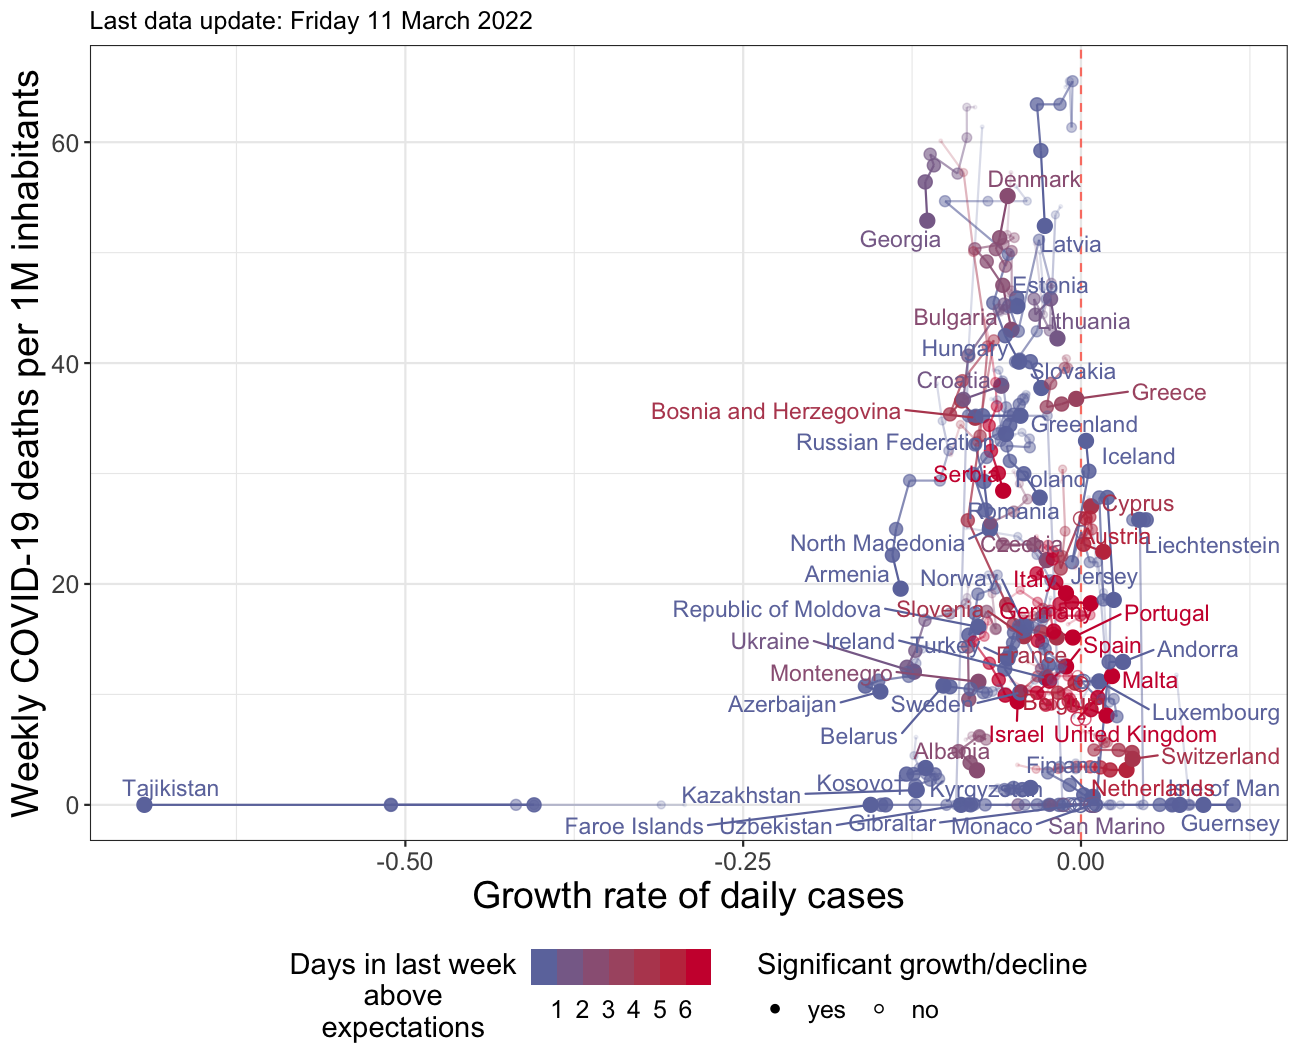 Last data update: Friday 11 March 2022
Weekly COVID-19 deaths per 1M inhabitants
60
40
20
0
Denmark
Georgia
Latvia
Estonia
Bulgaria
Lithuania
Hungary
Slovakia
Croatia
Greece
Bosnia and Herzegovina
Greenland
Russian Federation
Iceland
Serbia
Poland
Romania
Cyprus
North Macedonia
Czechia
Austria
Liechtenstein
Armenia
Norway
Italy
Jersey
Republic of Moldova
Slovenia
Germany
Portugal
Ukraine
Ireland
Turkey
France
Spain
Andorra
Montenegro
Malta
Azerbaijan
Sweden
Belgium
Luxembourg
Belarus
Israel
United Kingdom
Albania
Switzerland
Finland
Tajikistan
Kosovo
Kazakhstan
Kyrgyzstan
Netherlands
Isle of Man
Faroe Islands
Uzbekistan
Gibraltar
Monaco
San Marino
Guernsey
-0.50
-0.25
0.00
Growth rate of daily cases
Days in last week
above
expectations
1 2 3 4 5 6
Significant growth/decline
yes
no